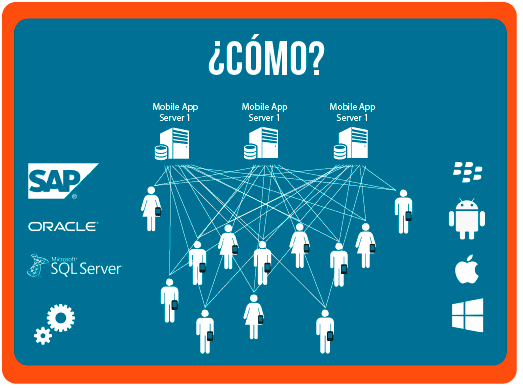 ¿CÓMO?
Mobile App
Server 1
Mobile App
Server 1
Mobile App
Server 1
SAP®
ORACLE®
Microsoft®
SQL Server